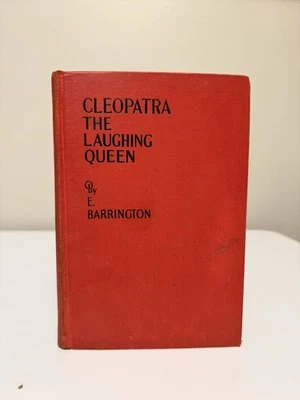 CLEOPATRA
THE
LAUGHING
QUEEN
By
E.
BARRINGTON